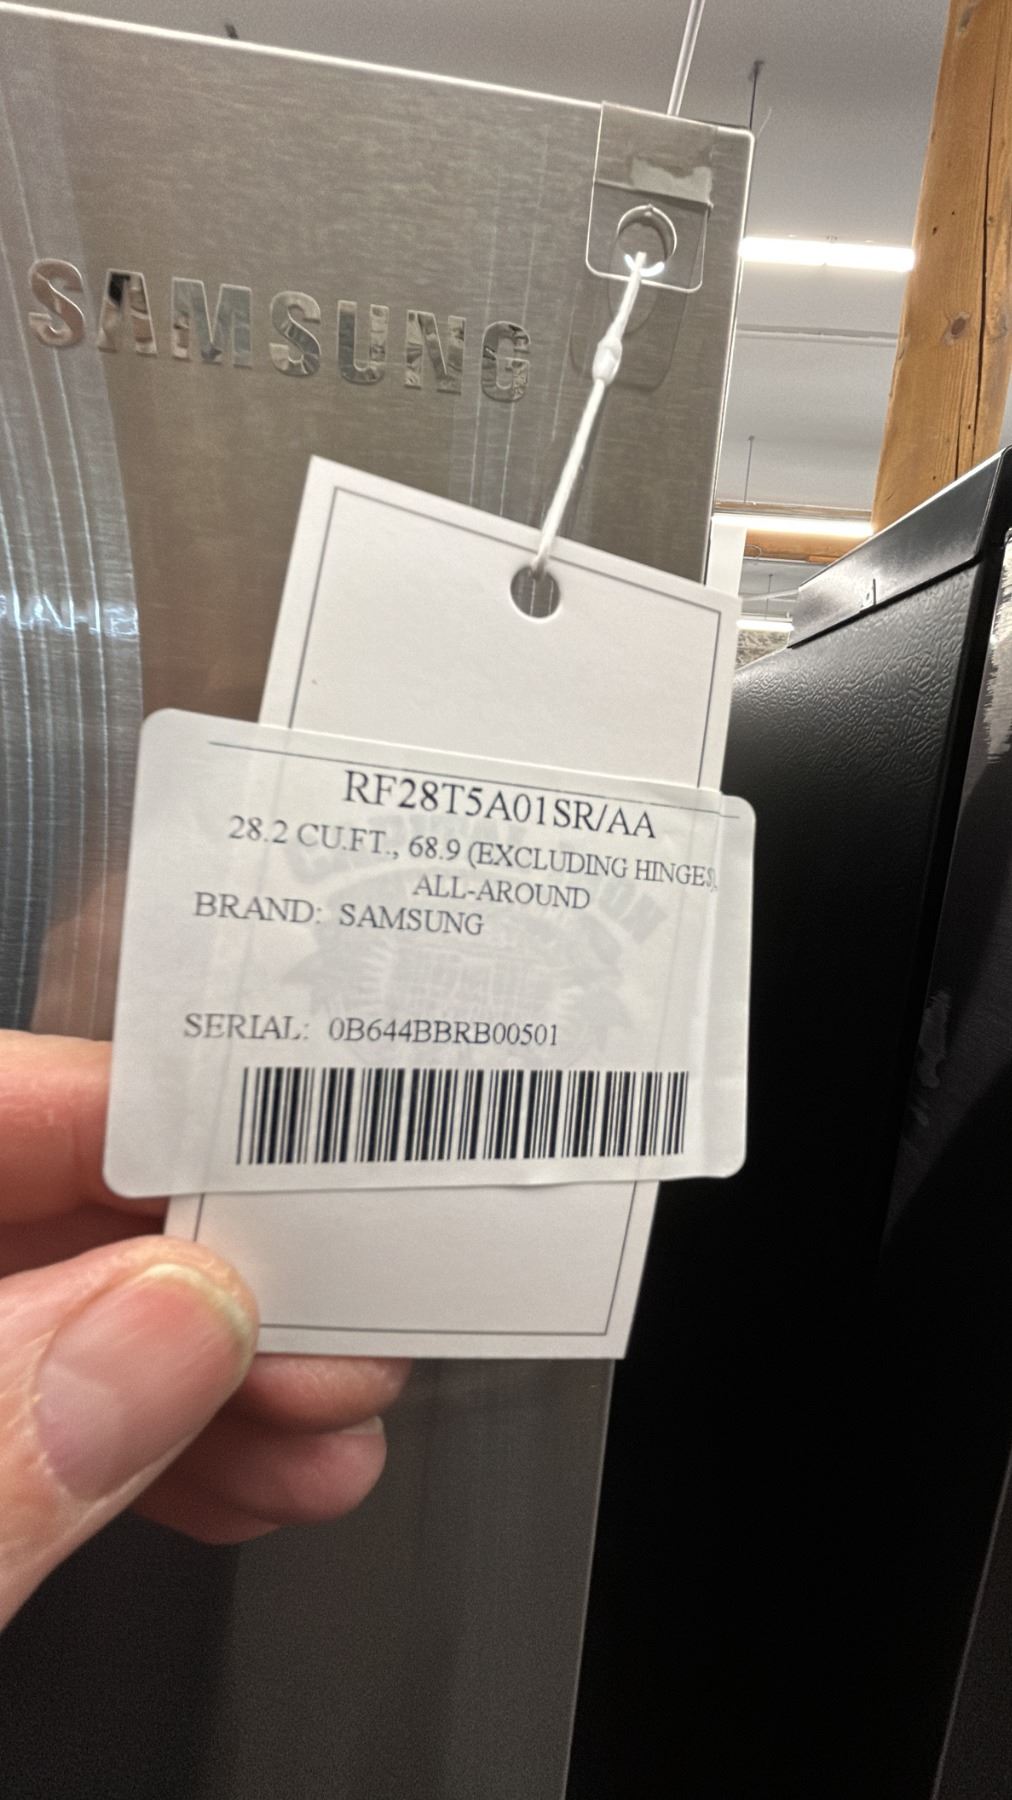 SAMSUNG
RF28T5A01SR/AA
28.2 CU.FT., 68.9 (EXCLUDING HINGES),
ALL-AROUND
BRAND: SAMSUNG
SERIAL: 0B644BBRB00501